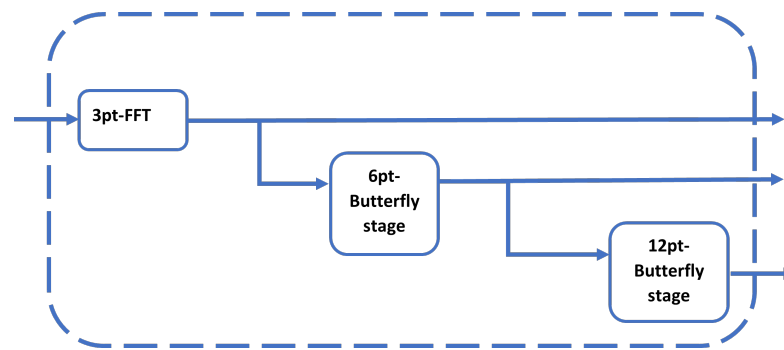 3pt-FFT
6pt-
Butterfly
stage
12pt-
Butterfly
stage